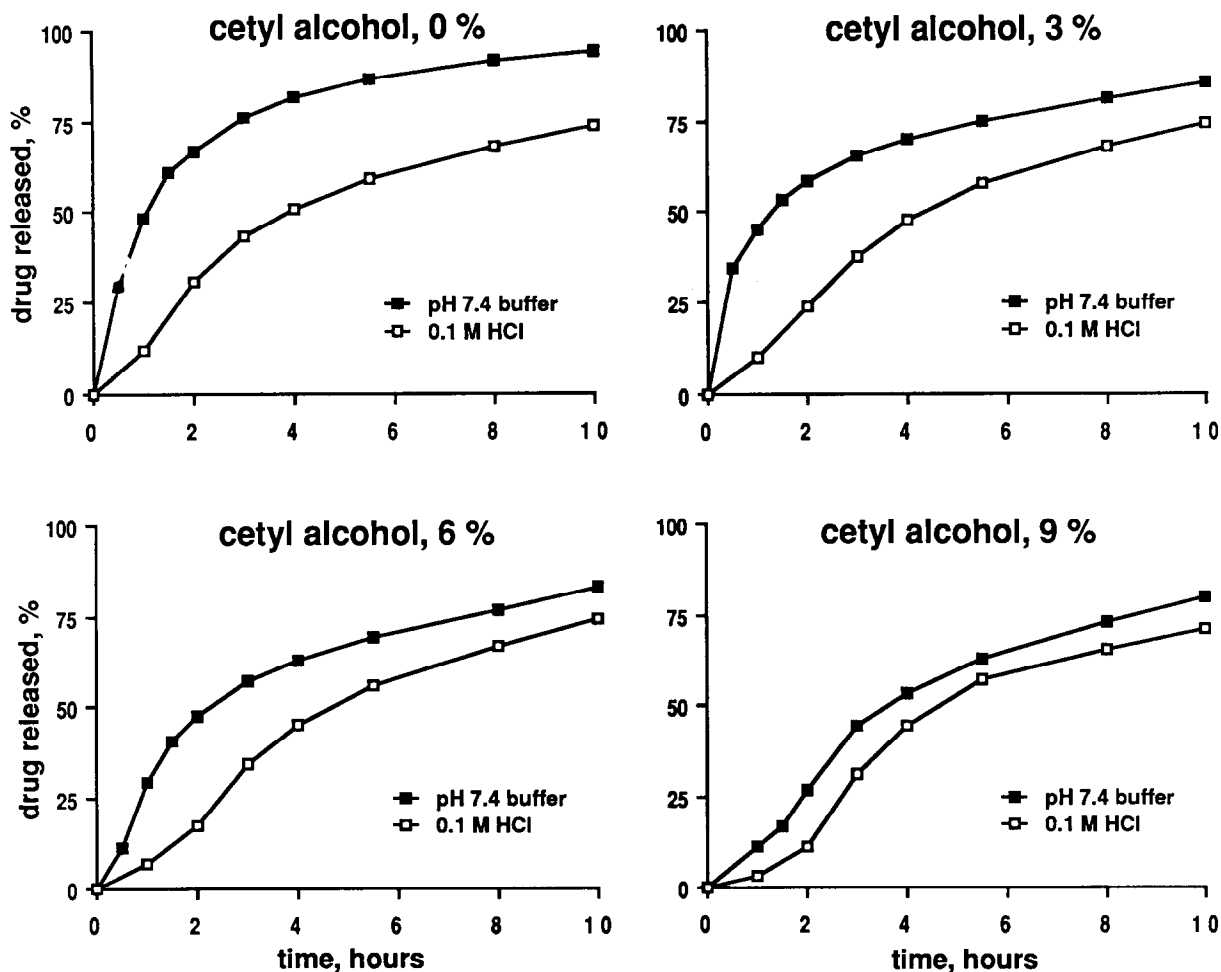 cetyl alcohol, 0 %
100
75
50
25
0
drug released, %
pH 7.4 buffer
0.1 M HCl
0 2 4 6 8 10
cetyl alcohol, 3 %
100
75
50
25
0
pH 7.4 buffer
0.1 M HCl
0 2 4 6 8 10
cetyl alcohol, 6 %
100
75
50
25
0
drug released, %
pH 7.4 buffer
0.1 M HCl
0 2 4 6 8 10
time, hours
cetyl alcohol, 9 %
100
75
50
25
0
pH 7.4 buffer
0.1 M HCl
0 2 4 6 8 10
time, hours